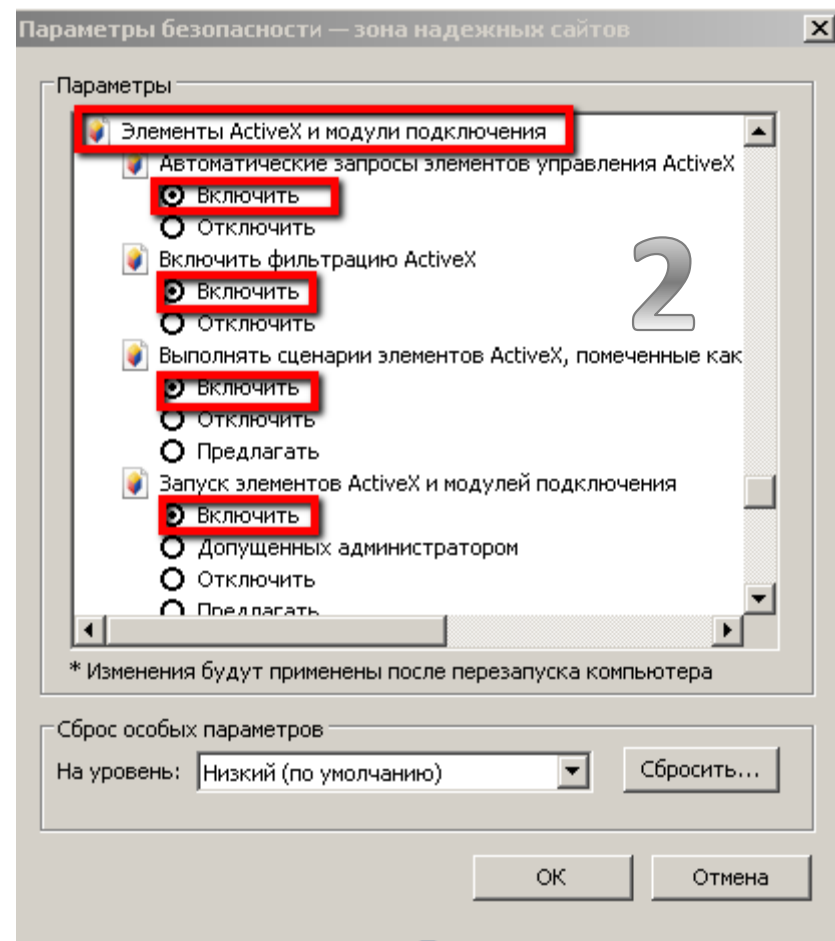 Параметры безопасности — зона надежных сайтов
Параметры
Элементы ActiveX и модули подключения
Автоматические запросы элементов управления ActiveX
Включить
Отключить
Включить фильтрацию ActiveX
Включить
Отключить
2
Выполнять сценарии элементов ActiveX, помеченные как
Включить
Отключить
Предлагать
Запуск элементов ActiveX и модулей подключения
Включить
Допущенных администратором
Отключить
Предлагать
* Изменения будут применены после перезапуска компьютера
Сброс особых параметров
На уровень: Низкий (по умолчанию) Сбросить...
ОК Отмена